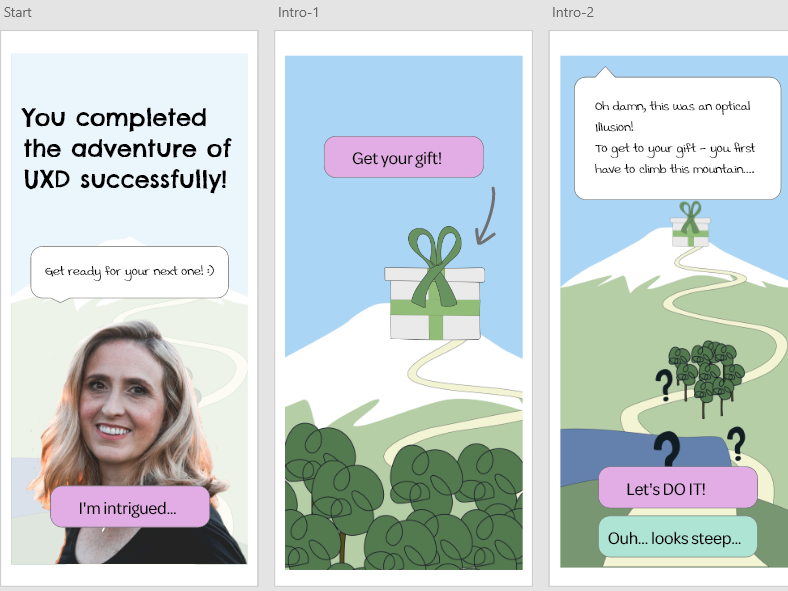 Start
You completed
the adventure of
UXD successfully!
Get ready for your next one! :)
I'm intrigued...
Intro-1
Get your gift!
Intro-2
Oh damn, this was an optical
illusion!
To get to your gift - you first
have to climb this mountain....
?
? ?
Let's DO IT!
Ouh... looks steep...